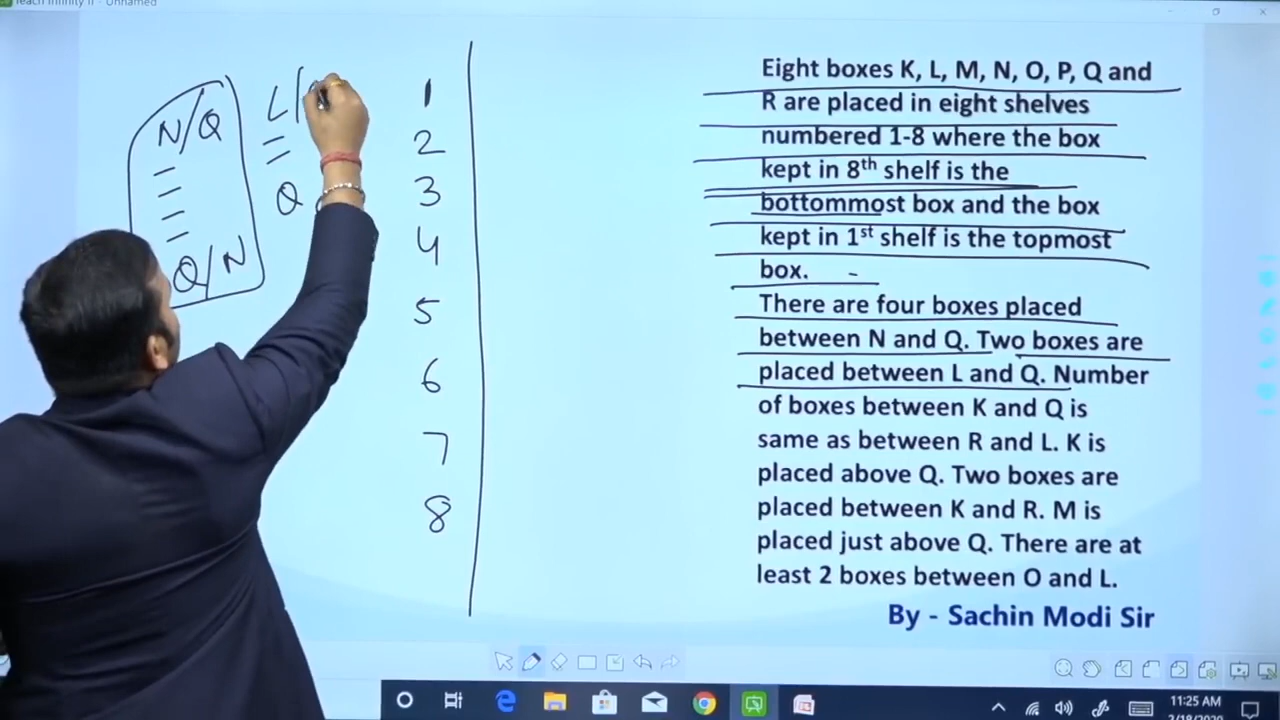 Teach Infinity II - Unnamed
N/Q
Q/N
L/
Q
1
2
3
4
5
6
7
8
Eight boxes K, L, M, N, O, P, Q and
R are placed in eight shelves
numbered 1-8 where the box
kept in 8th shelf is the
bottommost box and the box
kept in 1st shelf is the topmost
box.
There are four boxes placed
between N and Q. Two boxes are
placed between L and Q. Number
of boxes between K and Q is
same as between R and L. K is
placed above Q. Two boxes are
placed between K and R. M is
placed just above Q. There are at
least 2 boxes between O and L.
By - Sachin Modi Sir
11:25 AM